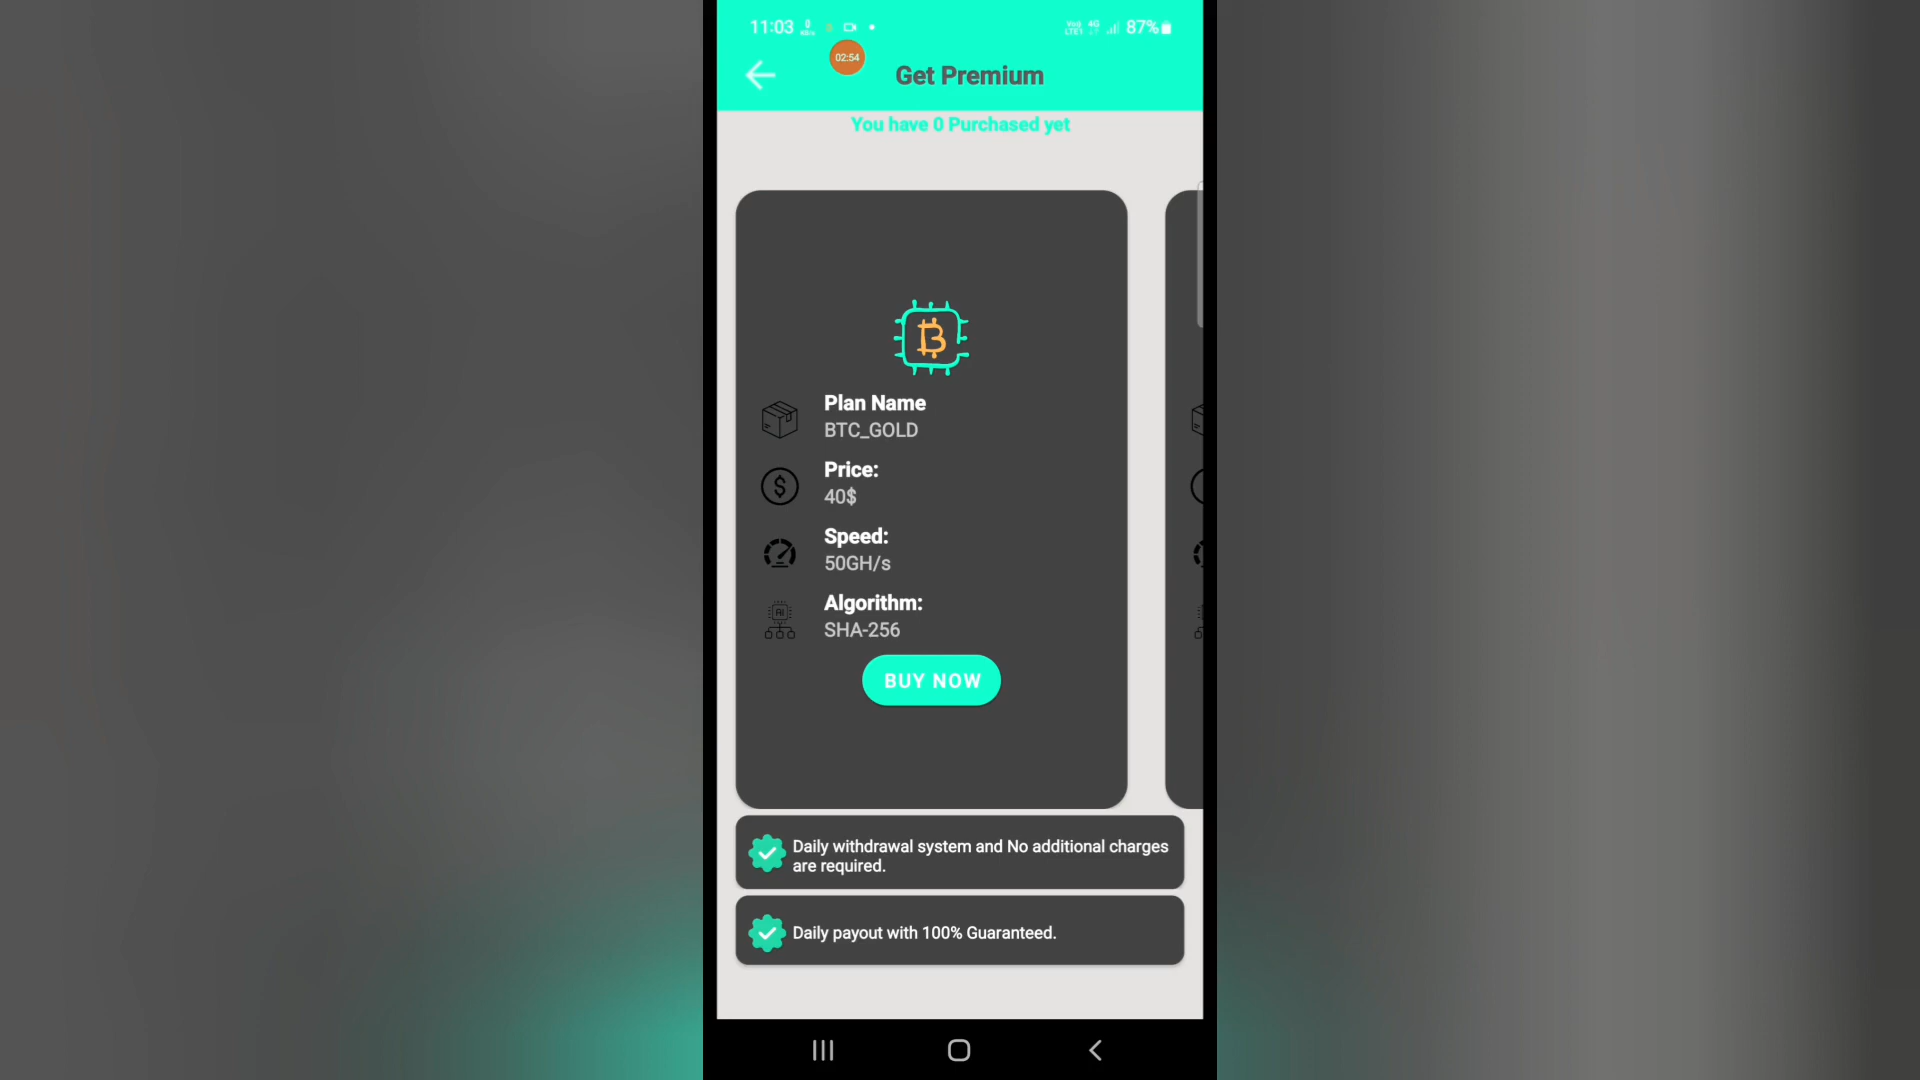 11:03
87%
02:54
Get Premium
You have 0 Purchased yet
Plan Name
BTC_GOLD
Price:
40$
Speed:
50GH/s
Algorithm:
SHA-256
AI
BUY NOW
Daily withdrawal system and No additional charges
are required.
Daily payout with 100% Guaranteed.